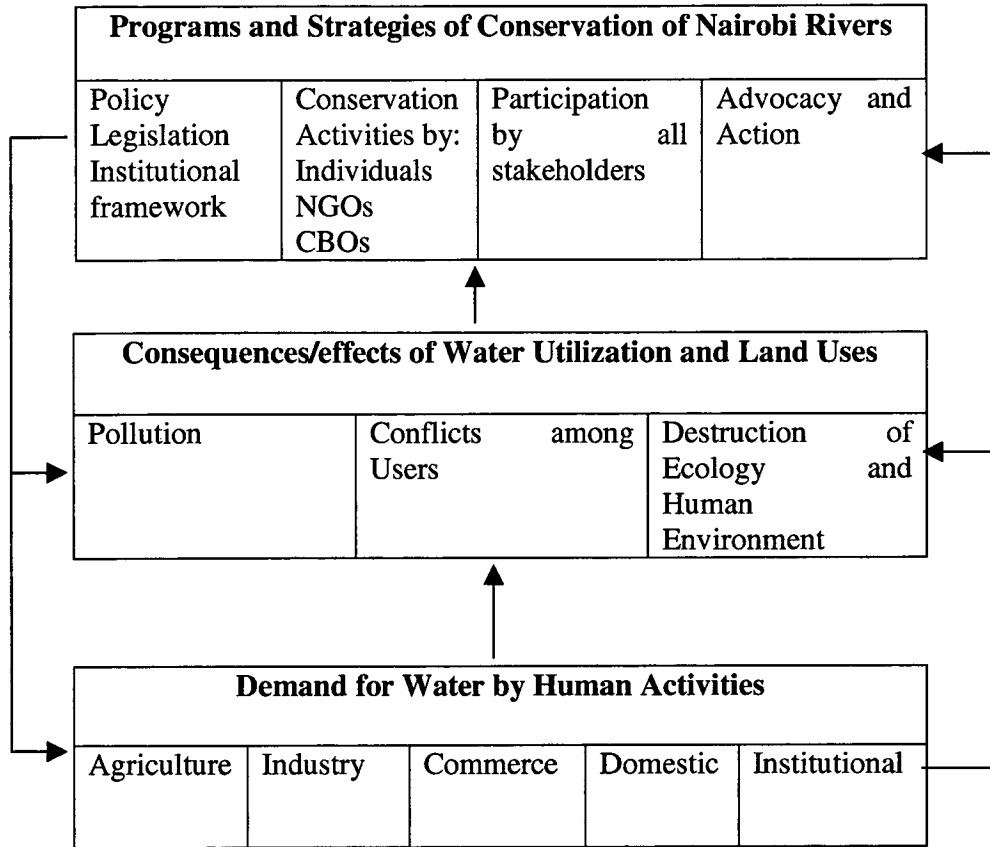 Programs and Strategies of Conservation of Nairobi Rivers
Policy
Legislation
Institutional
framework
Conservation
Activities by:
Individuals
NGOs
CBOs
Participation
by all
stakeholders
Advocacy and
Action
Consequences/effects of Water Utilization and Land Uses
Pollution
Conflicts among
Users
Destruction of
Ecology and
Human
Environment
Demand for Water by Human Activities
Agriculture
Industry
Commerce
Domestic
Institutional